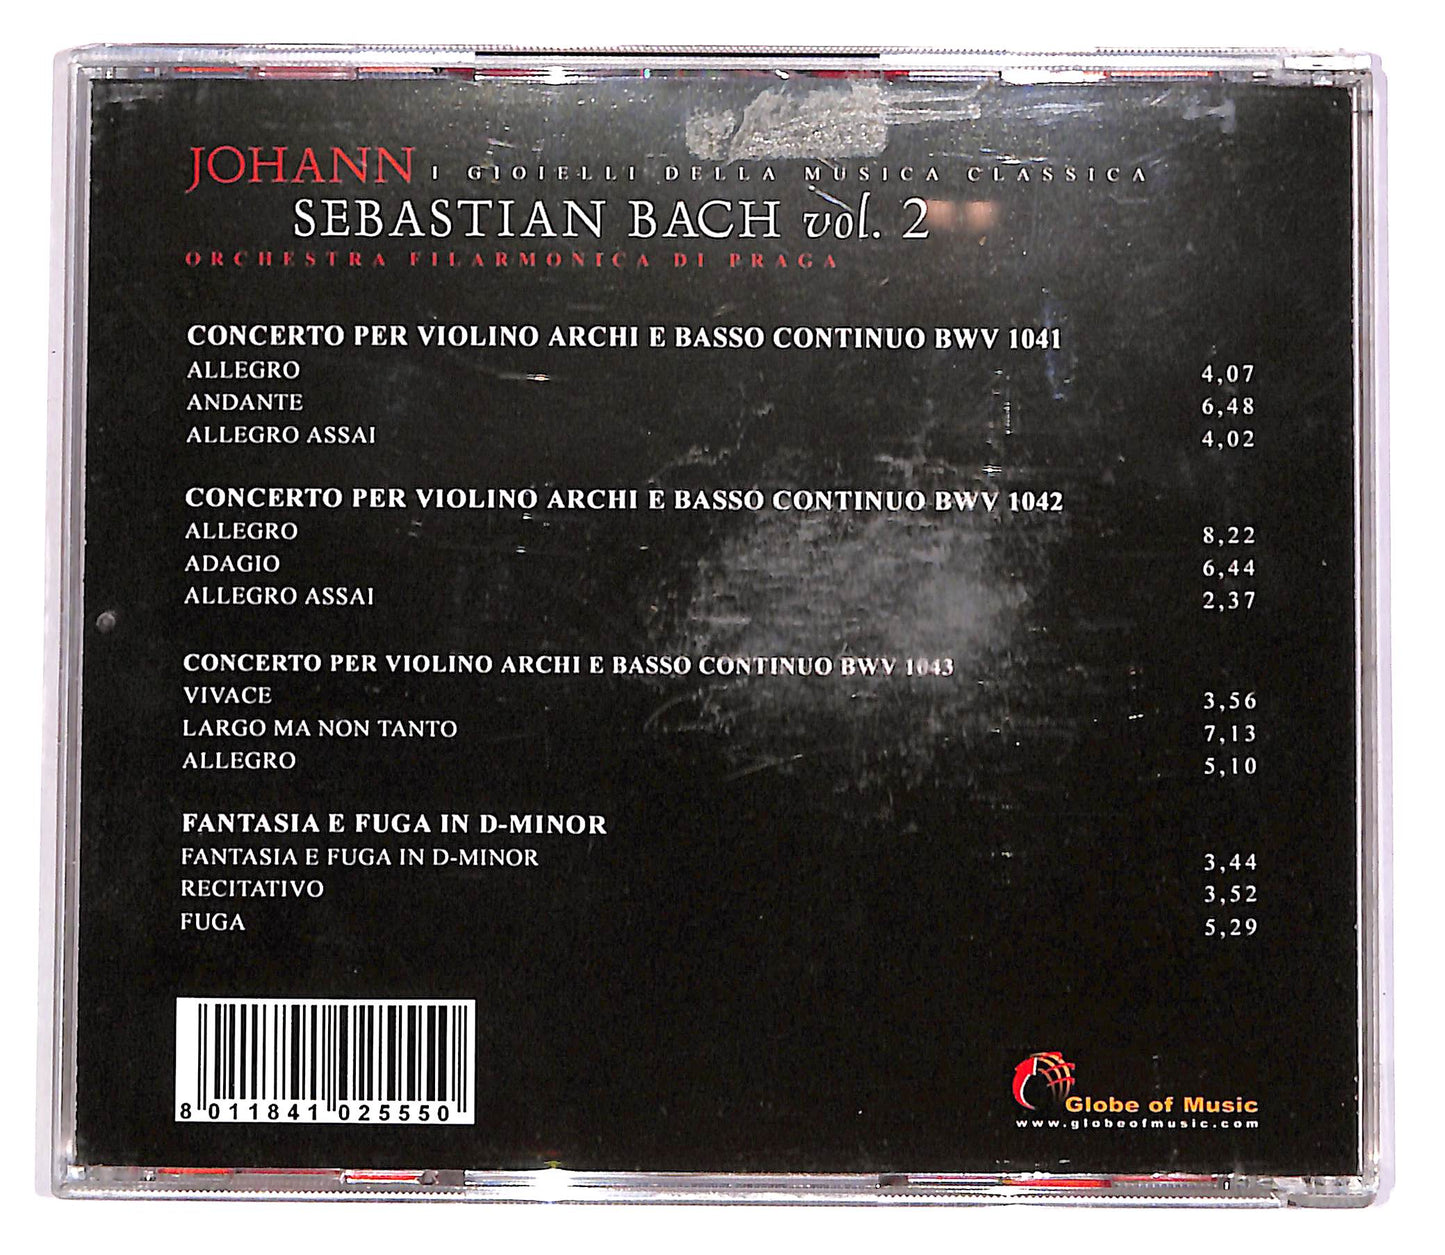 JOHANN I GIOIELLI DELLA MUSICA CLASSICA
SEBASTIAN BACH vol. 2
ORCHESTRA FILARMONICA DI PRAGA
CONCERTO PER VIOLINO ARCHI E BASSO CONTINUO BWV 1041
ALLEGRO 4,07
ANDANTE 6,48
ALLEGRO ASSAI 4,02
CONCERTO PER VIOLINO ARCHI E BASSO CONTINUO BWV 1042
ALLEGRO 8,22
ADAGIO 6,44
ALLEGRO ASSAI 2,37
CONCERTO PER VIOLINO ARCHI E BASSO CONTINUO BWV 1043
VIVACE 3,56
LARGO MA NON TANTO 7,13
ALLEGRO 5,10
FANTASIA E FUGA IN D-MINOR
FANTASIA E FUGA IN D-MINOR 3,44
RECITATIVO 3,52
FUGA 5,29
8 011841 025550
Globe of Music
www.globeofmusic.com